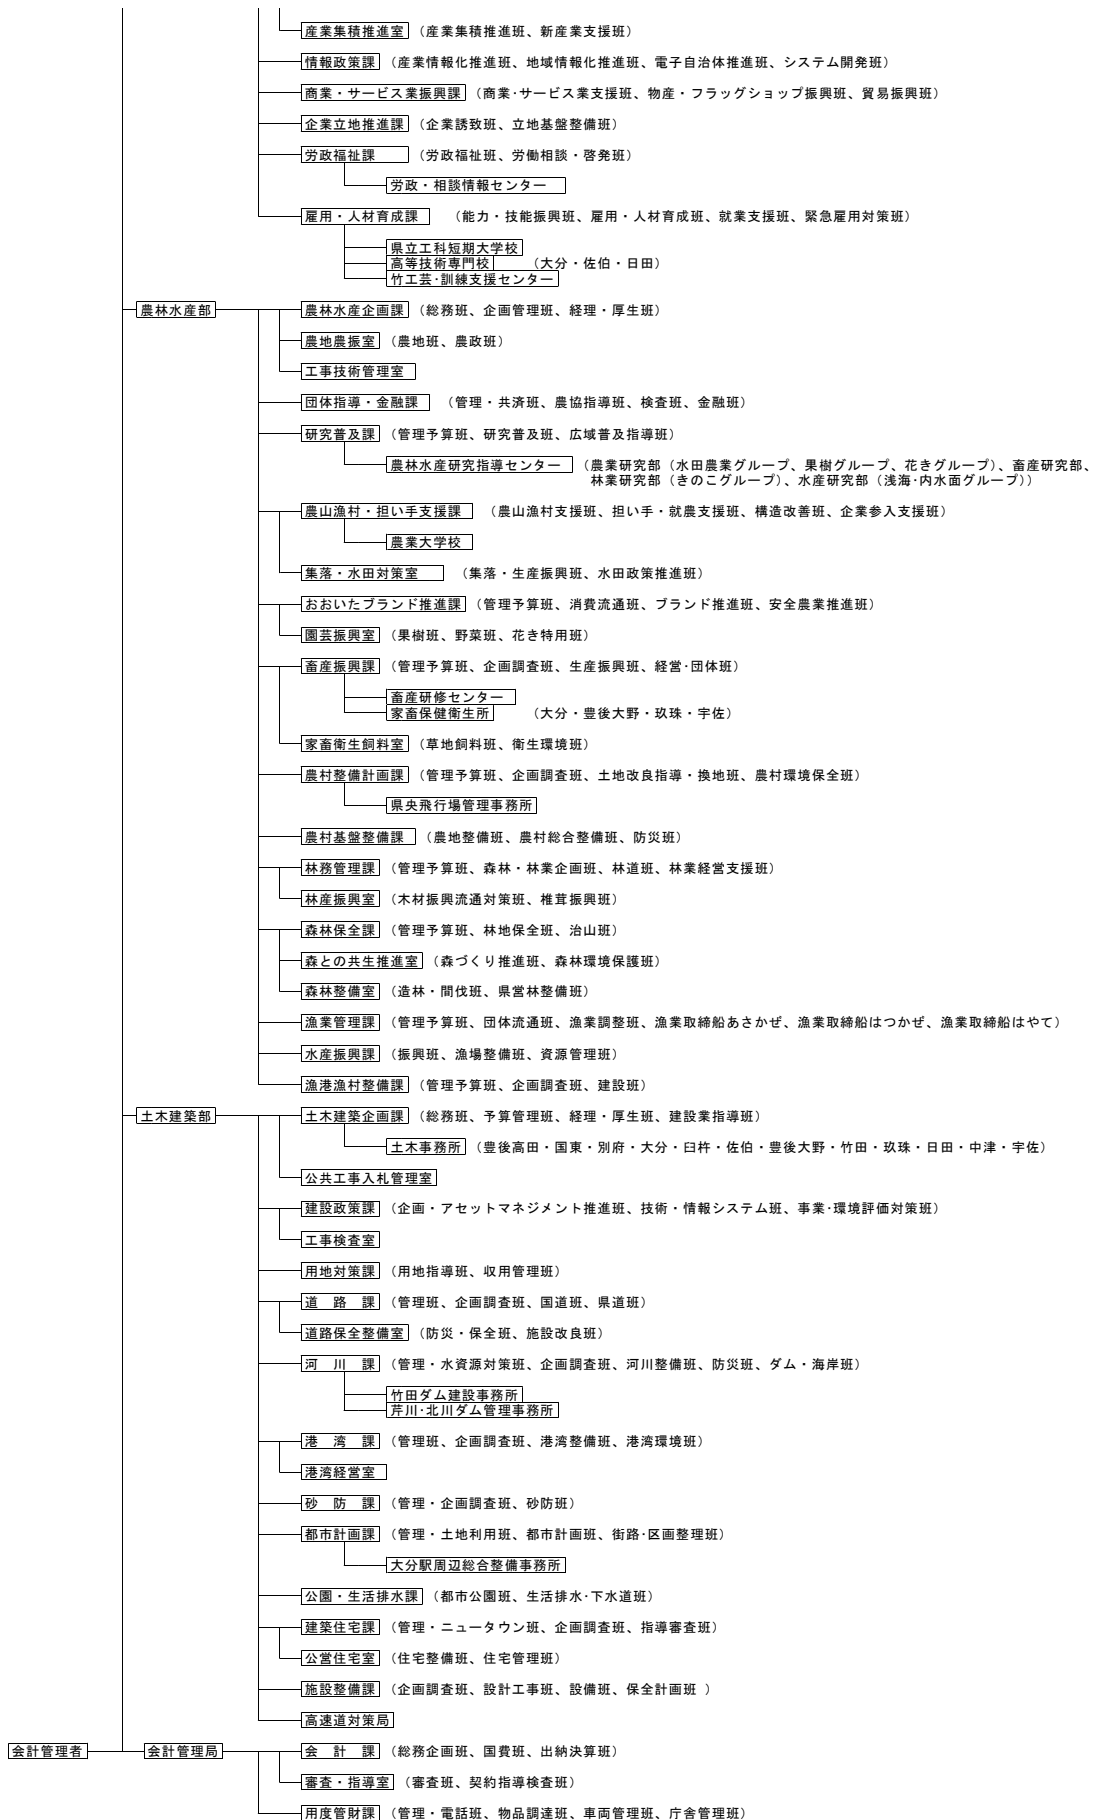 産業集積推進室 （産業集積推進班、新産業支援班）
情報政策課 （産業情報化推進班、地域情報化推進班、電子自治体推進班、システム開発班）
商業・サービス業振興課 （商業･サービス業支援班、物産・フラッグショップ振興班、貿易振興班）
企業立地推進課 （企業誘致班、立地基盤整備班）
労政福祉課 （労政福祉班、労働相談・啓発班）
労政・相談情報センター
雇用・人材育成課 （能力・技能振興班、雇用・人材育成班、就業支援班、緊急雇用対策班）
県立工科短期大学校
高等技術専門校 （大分・佐伯・日田）
竹工芸･訓練支援センター
農林水産部 農林水産企画課 （総務班、企画管理班、経理・厚生班）
農地農振室 （農地班、農政班）
工事技術管理室
団体指導・金融課 （管理・共済班、農協指導班、検査班、金融班）
研究普及課 （管理予算班、研究普及班、広域普及指導班）
農林水産研究指導センター （農業研究部（水田農業グループ、果樹グループ、花きグループ）、畜産研究部、
林業研究部（きのこグループ）、水産研究部（浅海･内水面グループ））
農山漁村・担い手支援課 （農山漁村支援班、担い手・就農支援班、構造改善班、企業参入支援班）
農業大学校
集落・水田対策室 （集落・生産振興班、水田政策推進班）
おおいたブランド推進課 （管理予算班、消費流通班、ブランド推進班、安全農業推進班）
園芸振興室 （果樹班、野菜班、花き特用班）
畜産振興課 （管理予算班、企画調査班、生産振興班、経営･団体班）
畜産研修センター
家畜保健衛生所 （大分・豊後大野・玖珠・宇佐）
家畜衛生飼料室 （草地飼料班、衛生環境班）
農村整備計画課 （管理予算班、企画調査班、土地改良指導・換地班、農村環境保全班）
県央飛行場管理事務所
農村基盤整備課 （農地整備班、農村総合整備班、防災班）
林務管理課 （管理予算班、森林・林業企画班、林道班、林業経営支援班）
林産振興室 （木材振興流通対策班、椎茸振興班）
森林保全課 （管理予算班、林地保全班、治山班）
森との共生推進室 （森づくり推進班、森林環境保護班）
森林整備室 （造林・間伐班、県営林整備班）
漁業管理課 （管理予算班、団体流通班、漁業調整班、漁業取締船あさかぜ、漁業取締船はつかぜ、漁業取締船はやて）
水産振興課 （振興班、漁場整備班、資源管理班）
漁港漁村整備課 （管理予算班、企画調査班、建設班）
土木建築部 土木建築企画課 （総務班、予算管理班、経理・厚生班、建設業指導班）
土木事務所 （豊後高田・国東・別府・大分・臼杵・佐伯・豊後大野・竹田・玖珠・日田・中津・宇佐）
公共工事入札管理室
建設政策課 （企画・アセットマネジメント推進班、技術・情報システム班、事業･環境評価対策班）
工事検査室
用地対策課 （用地指導班、収用管理班）
道　路　課 （管理班、企画調査班、国道班、県道班）
道路保全整備室 （防災・保全班、施設改良班）
河　川　課 （管理・水資源対策班、企画調査班、河川整備班、防災班、ダム・海岸班）
竹田ダム建設事務所
芹川･北川ダム管理事務所
港　湾　課 （管理班、企画調査班、港湾整備班、港湾環境班）
港湾経営室
砂　防　課 （管理・企画調査班、砂防班）
都市計画課 （管理・土地利用班、都市計画班、街路･区画整理班）
大分駅周辺総合整備事務所
公園・生活排水課 （都市公園班、生活排水･下水道班）
建築住宅課 （管理・ニュータウン班、企画調査班、指導審査班）
公営住宅室 （住宅整備班、住宅管理班）
施設整備課 （企画調査班、設計工事班、設備班、保全計画班 ）
高速道対策局
会計管理者 会計管理局 会　計　課 （総務企画班、国費班、出納決算班）
審査・指導室 （審査班、契約指導検査班）
用度管財課 （管理・電話班、物品調達班、車両管理班、庁舎管理班）